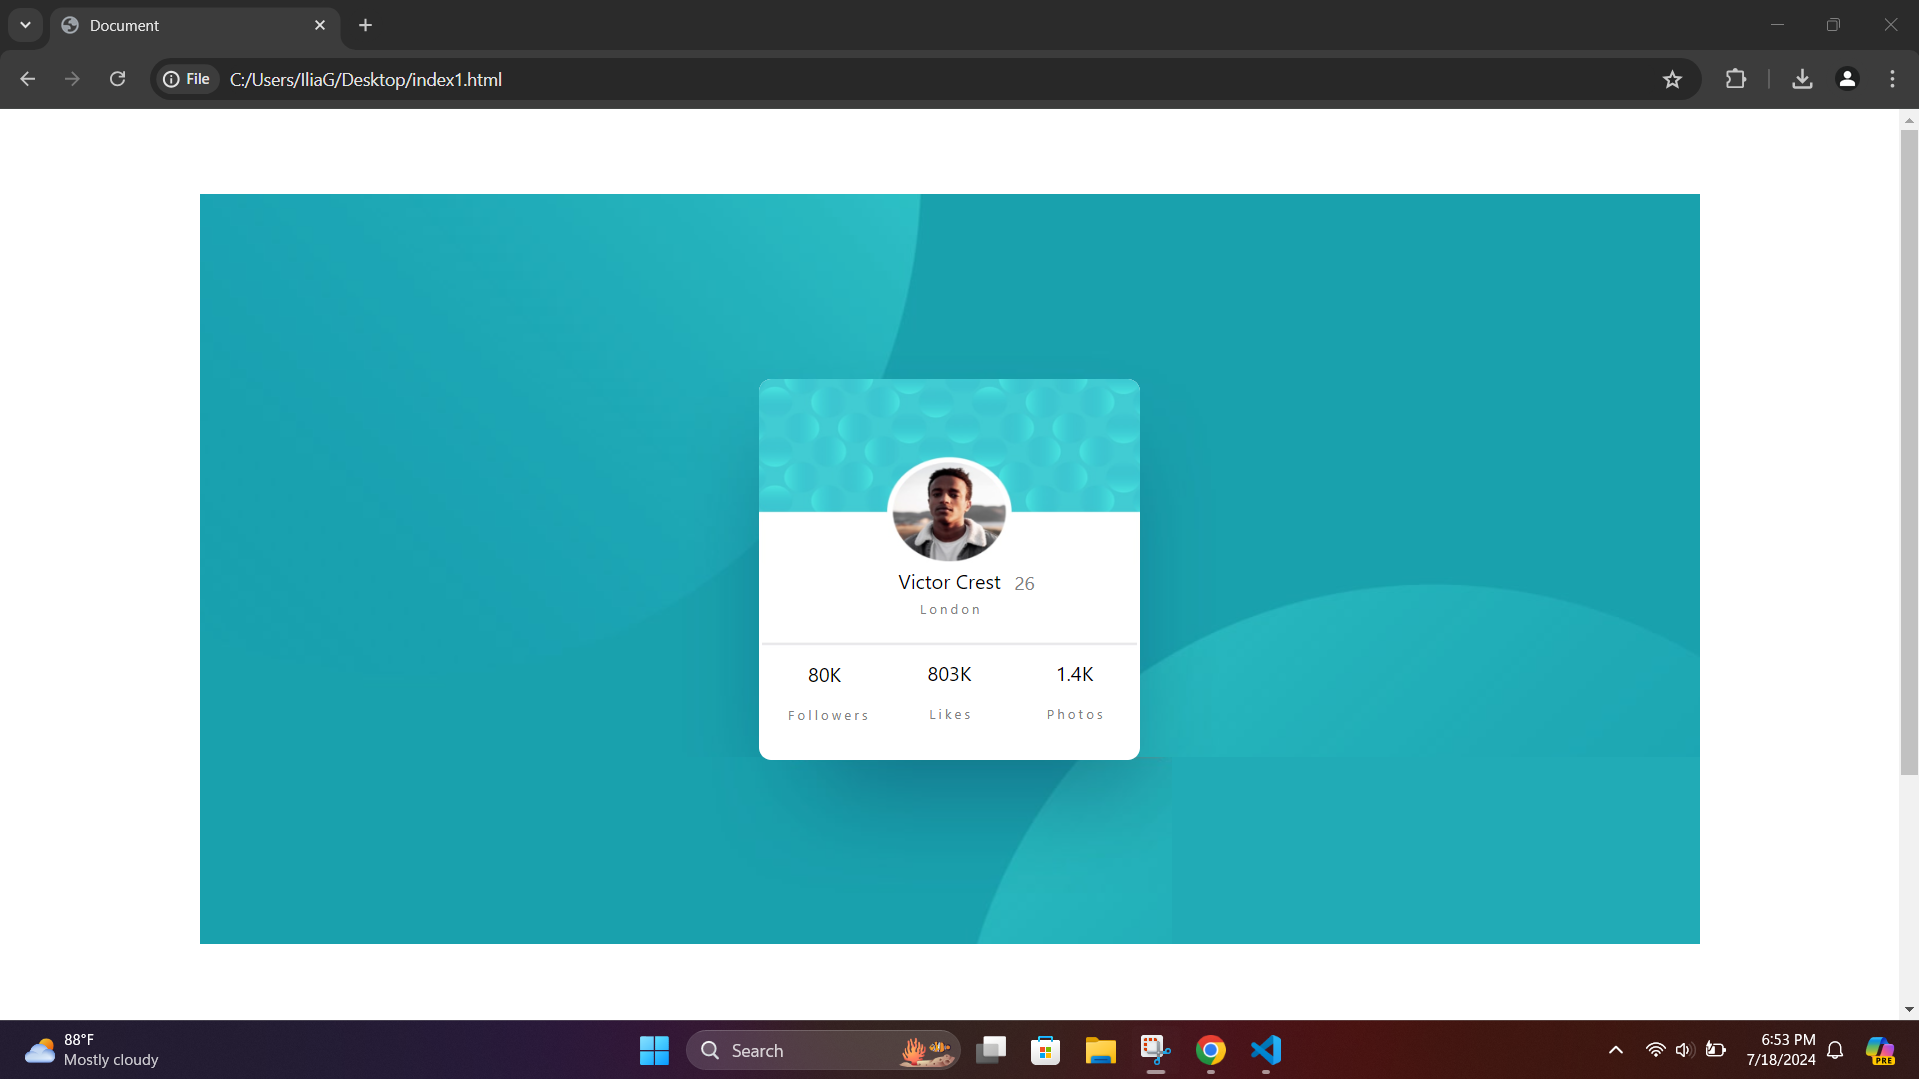 Document
File
C:/Users/IliaG/Desktop/index1.html
Victor Crest 26
London
80K 803K 1.4K
Followers Likes Photos
88°F
Mostly cloudy
Search
6:53 PM
7/18/2024
PRE